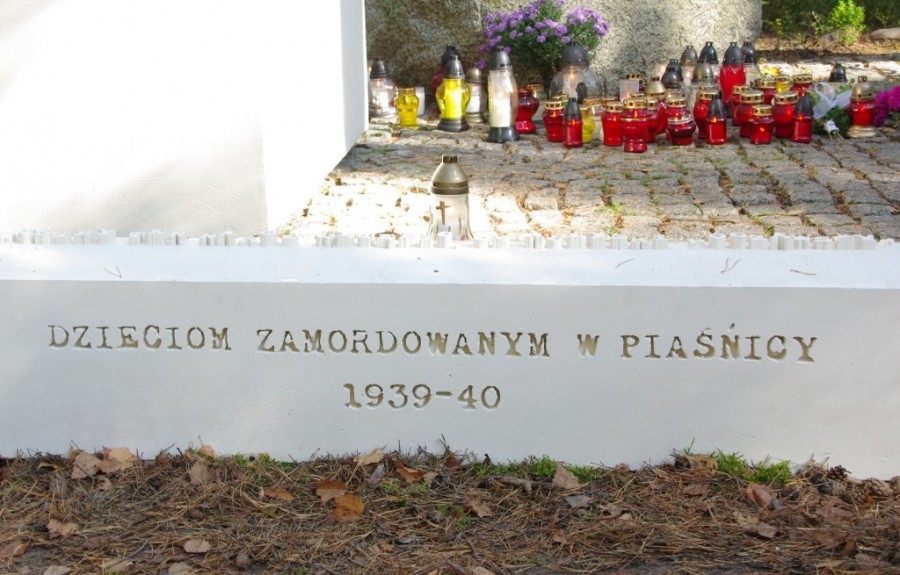 DZIECIOM ZAMORDOWANYM W PIAŚNICY
1939-40